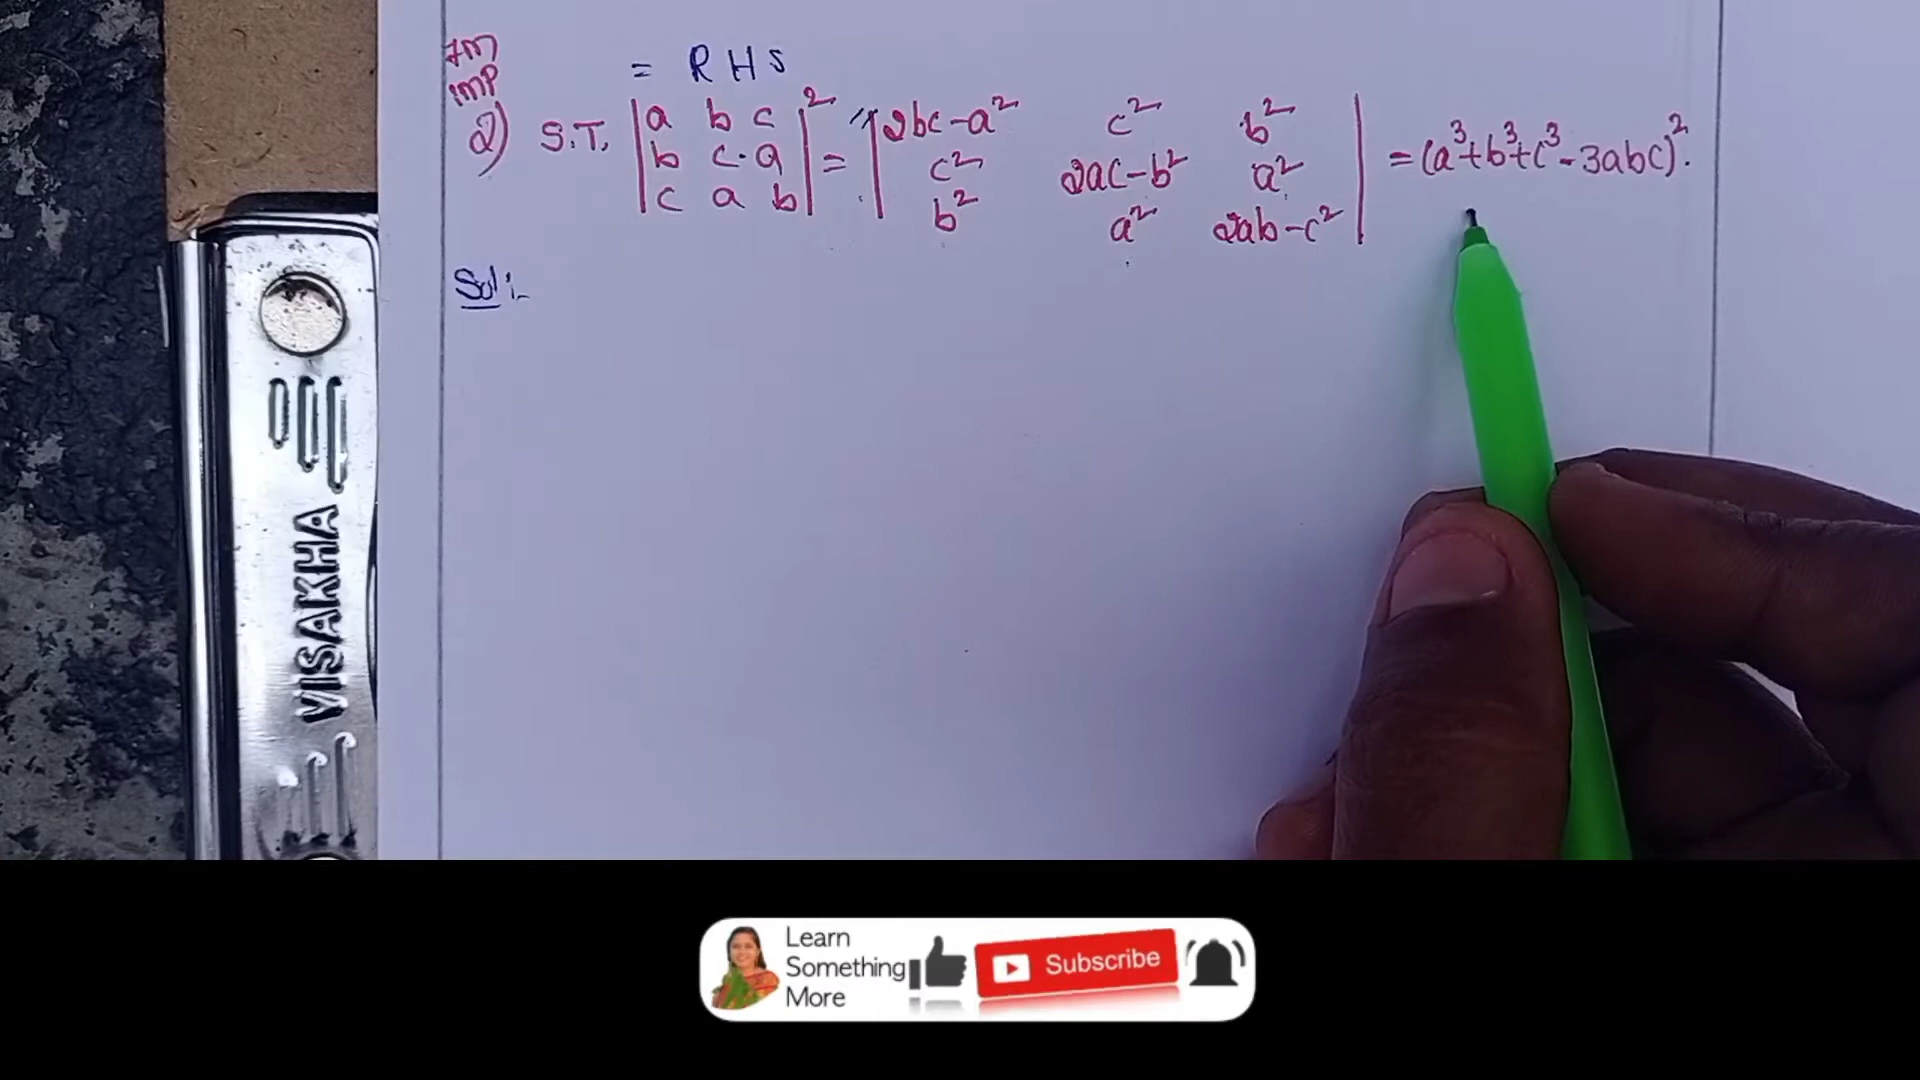 7M
IMP
= RHS
2) S.T. |a b c|² = |2bc-a² c² b²| = (a³+b³+c³-3abc)².
|b c a| |c² 2ac-b² a²|
|c a b| |b² a² 2ab-c²|
Sol:-
VISAKHA
Learn
Something
More
Subscribe